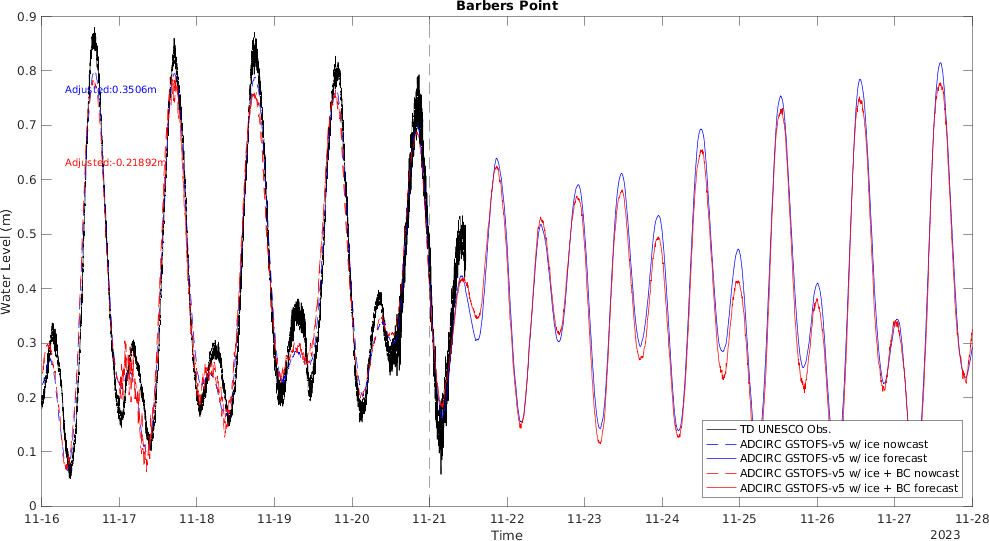 Barbers Point
0.9
0.8
0.7
0.6
0.5
0.4
0.3
0.2
0.1
0
Water Level (m)
Adjusted:0.3506m
Adjusted:-0.21892m
TD UNESCO Obs.
ADCIRC GSTOFS-v5 w/ ice nowcast
ADCIRC GSTOFS-v5 w/ ice forecast
ADCIRC GSTOFS-v5 w/ ice + BC nowcast
ADCIRC GSTOFS-v5 w/ ice + BC forecast
11-16 11-17 11-18 11-19 11-20 11-21 11-22 11-23 11-24 11-25 11-26 11-27 11-28
Time
2023